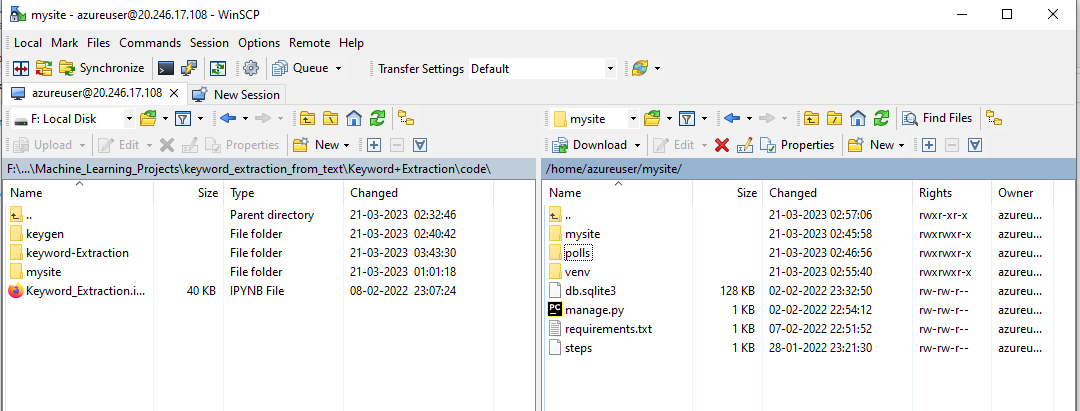 mysite - azureuser@20.246.17.108 - WinSCP
Local Mark Files Commands Session Options Remote Help
Synchronize Queue Transfer Settings Default
azureuser@20.246.17.108 × New Session
F: Local Disk mysite Find Files
Upload Edit Properties New Download Edit Properties New
F:\...\Machine_Learning_Projects\keyword_extraction_from_text\Keyword+Extraction\code\ /home/azureuser/mysite/
Name Size Type Changed Name Size Changed Rights Owner
.. Parent directory 21-03-2023 02:32:46 .. 21-03-2023 02:57:06 rwxr-xr-x azureu...
keygen File folder 21-03-2023 02:40:42 mysite 21-03-2023 02:45:58 rwxrwxr-x azureu...
keyword-Extraction File folder 21-03-2023 03:43:30 polls 21-03-2023 02:46:56 rwxrwxr-x azureu...
mysite File folder 21-03-2023 01:01:18 venv 21-03-2023 02:55:40 rwxrwxr-x azureu...
Keyword_Extraction.i... 40 KB IPYNB File 08-02-2022 23:07:24 db.sqlite3 128 KB 02-02-2022 23:32:50 rw-rw-r-- azureu...
PC manage.py 1 KB 02-02-2022 22:54:12 rw-rw-r-- azureu...
requirements.txt 1 KB 07-02-2022 22:51:52 rw-rw-r-- azureu...
steps 1 KB 28-01-2022 23:21:30 rw-rw-r-- azureu...